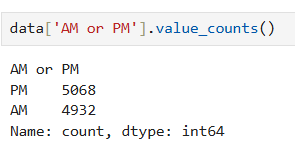 data['AM or PM'].value_counts()
AM or PM
PM    5068
AM    4932
Name: count, dtype: int64